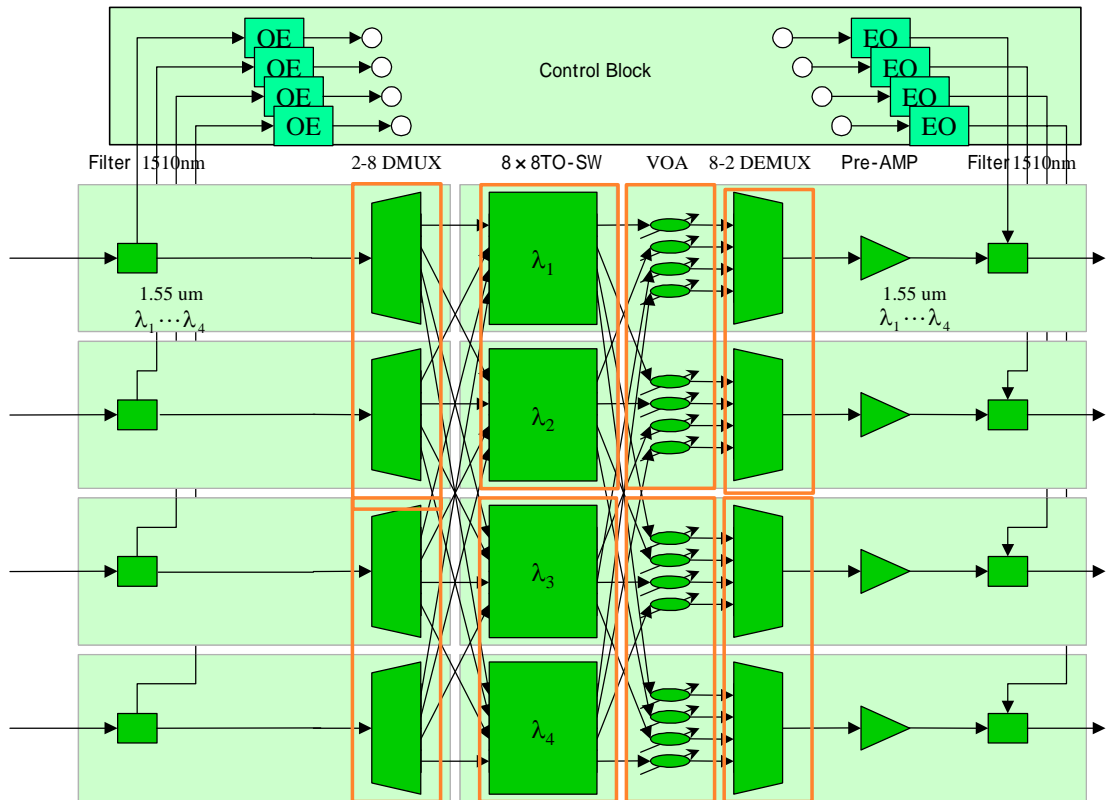 OE
OE
OE
OE
Control Block
EO
EO
EO
EO
Filter 1510nm
2-8 DMUX
8×8TO-SW
VOA
8-2 DEMUX
Pre-AMP
Filter 1510nm
λ1
1.55 um
λ1⋯λ4
1.55 um
λ1⋯λ4
λ2
λ3
λ4